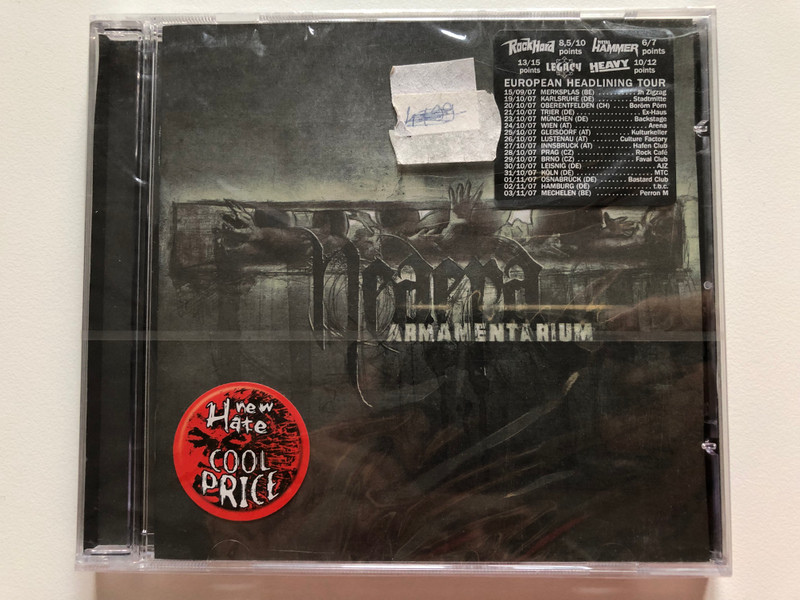 RockHard 8,5/10 points METAL HAMMER 6/7 points
13/15 points LEGACY HEAVY 10/12 points
EUROPEAN HEADLINING TOUR
15/09/07 MERKSPLAS (BE) .......... Jh Zigzag
19/10/07 KARLSRUHE (DE) .......... Stadtmitte
20/10/07 OBERENTFELDEN (CH) ..... Boröm Pöm
21/10/07 TRIER (DE) .......... Ex-Haus
23/10/07 MÜNCHEN (DE) .......... Backstage
24/10/07 WIEN (AT) .......... Arena
25/10/07 GLEISDORF (AT) .......... Kulturkeller
26/10/07 LUSTENAU (AT) .......... Culture Factory
27/10/07 INNSBRUCK (AT) .......... Hafen Club
28/10/07 PRAG (CZ) .......... Rock Café
29/10/07 BRNO (CZ) .......... Faval Club
30/10/07 LEISNIG (DE) .......... AJZ
31/10/07 KÖLN (DE) .......... MTC
01/11/07 OSNABRÜCK (DE) .......... Bastard Club
02/11/07 HAMBURG (DE) .......... t.b.c.
03/11/07 MECHELEN (BE) .......... Perron M
Neaera
ARMAMENTARIUM
new
Hate
COOL
PRICE